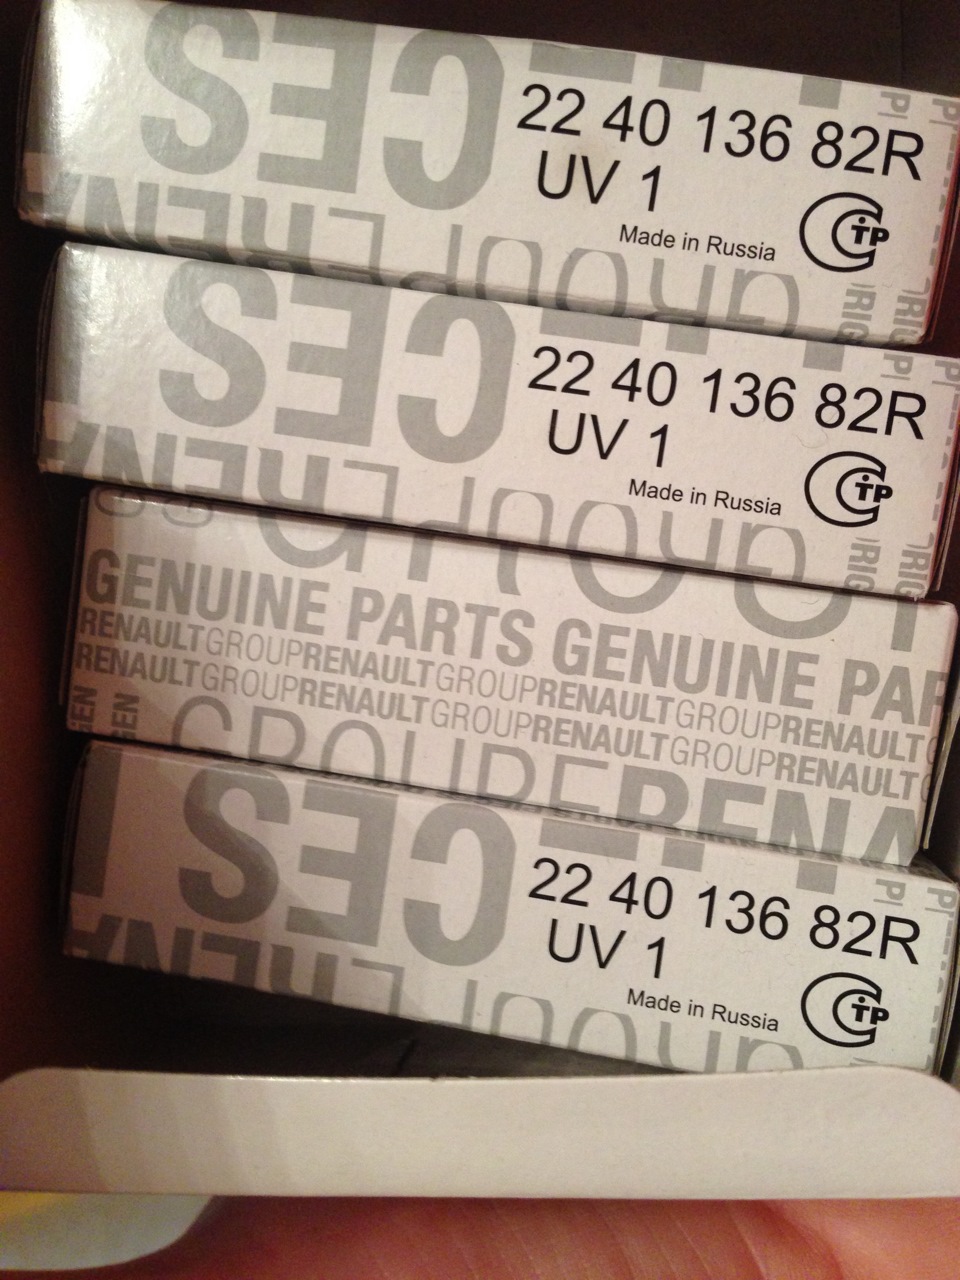 22 40 136 82R
UV 1
Made in Russia
22 40 136 82R
UV 1
Made in Russia
GENUINE PARTS GENUINE PAR
RENAULTGROUPRENAULTGROUPRENAULTGROUPRENAULT
RENAULTGROUPRENAULTGROUPRENAULTGROUPRENAULT
GROUPRENA
22 40 136 82R
UV 1
Made in Russia